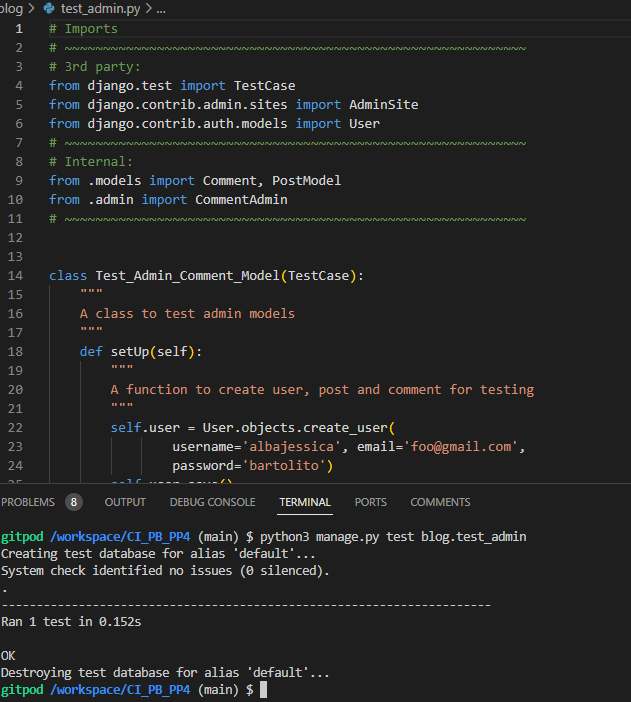 blog > test_admin.py > ...
1 # Imports
2 # ~~~~~~~~~~~~~~~~~~~~~~~~~~~~~~~~~~~~~~~~~~~~~~~~~~~~~~~~~~~~
3 # 3rd party:
4 from django.test import TestCase
5 from django.contrib.admin.sites import AdminSite
6 from django.contrib.auth.models import User
7 # ~~~~~~~~~~~~~~~~~~~~~~~~~~~~~~~~~~~~~~~~~~~~~~~~~~~~~~~~~~~~
8 # Internal:
9 from .models import Comment, PostModel
10 from .admin import CommentAdmin
11 # ~~~~~~~~~~~~~~~~~~~~~~~~~~~~~~~~~~~~~~~~~~~~~~~~~~~~~~~~~~~~
12
13
14 class Test_Admin_Comment_Model(TestCase):
15 """
16 A class to test admin models
17 """
18 def setUp(self):
19 """
20 A function to create user, post and comment for testing
21 """
22 self.user = User.objects.create_user(
23 username='albajessica', email='foo@gmail.com',
24 password='bartolito')
25 self.user.save()
PROBLEMS 8 OUTPUT DEBUG CONSOLE TERMINAL PORTS COMMENTS
gitpod /workspace/CI_PB_PP4 (main) $ python3 manage.py test blog.test_admin
Creating test database for alias 'default'...
System check identified no issues (0 silenced).
.
----------------------------------------------------------------------
Ran 1 test in 0.152s
OK
Destroying test database for alias 'default'...
gitpod /workspace/CI_PB_PP4 (main) $